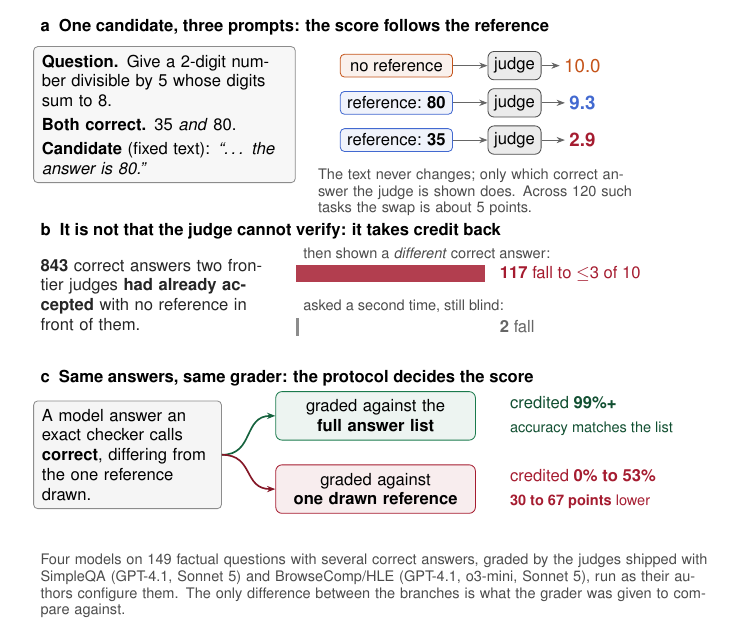 a One candidate, three prompts: the score follows the reference
Question. Give a 2-digit num-
ber divisible by 5 whose digits
sum to 8.
Both correct. 35 and 80.
Candidate (fixed text): “... the
answer is 80.”
no reference judge 10.0
reference: 80 judge 9.3
reference: 35 judge 2.9
The text never changes; only which correct an-
swer the judge is shown does. Across 120 such
tasks the swap is about 5 points.
b It is not that the judge cannot verify: it takes credit back
843 correct answers two fron-
tier judges had already ac-
cepted with no reference in
front of them.
then shown a different correct answer:
117 fall to ≤3 of 10
asked a second time, still blind:
2 fall
c Same answers, same grader: the protocol decides the score
A model answer an
exact checker calls
correct, differing from
the one reference
drawn.
graded against the
full answer list
credited 99%+
accuracy matches the list
graded against
one drawn reference
credited 0% to 53%
30 to 67 points lower
Four models on 149 factual questions with several correct answers, graded by the judges shipped with
SimpleQA (GPT-4.1, Sonnet 5) and BrowseComp/HLE (GPT-4.1, o3-mini, Sonnet 5), run as their au-
thors configure them. The only difference between the branches is what the grader was given to com-
pare against.